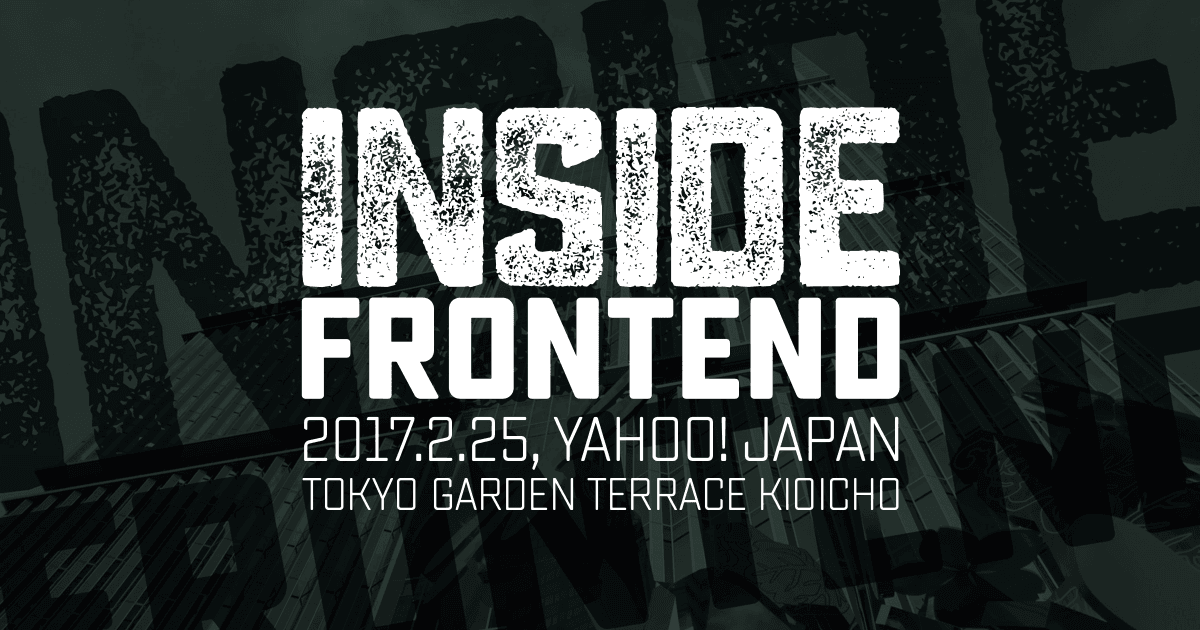 INSIDE
FRONTEND
2017.2.25, YAHOO! JAPAN
TOKYO GARDEN TERRACE KIOICHO